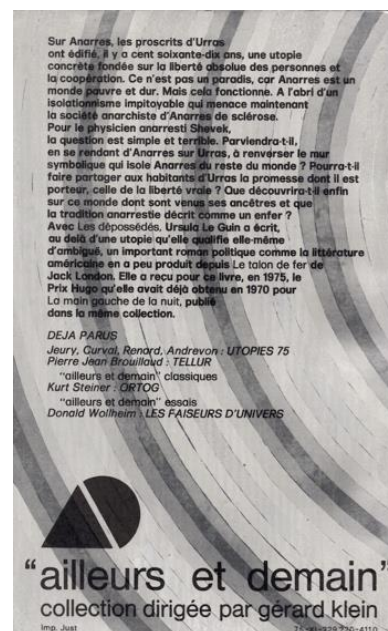 Sur Anarres, les proscrits d'Urras
ont édifié, il y a cent soixante-dix ans, une utopie
concrète fondée sur la liberté absolue des personnes et
la coopération. Ce n'est pas un paradis, car Anarres est un
monde pauvre et dur. Mais cela fonctionne. A l'abri d'un
isolationnisme impitoyable qui menace maintenant
la société anarchiste d'Anarres de sclérose.
Pour le physicien anarresti Shevek,
la question est simple et terrible. Parviendra-t-il,
en se rendant d'Anarres sur Urras, à renverser le mur
symbolique qui isole Anarres du reste du monde ? Pourra-t-il
faire partager aux habitants d'Urras la promesse dont il est
porteur, celle de la liberté vraie ? Que découvrira-t-il enfin
sur ce monde dont sont venus ses ancêtres et que
la tradition anarrestie décrit comme un enfer ?
Avec Les dépossédés, Ursula Le Guin a écrit,
au delà d'une utopie qu'elle qualifie elle-même
d'ambiguë, un important roman politique comme la littérature
américaine en a peu produit depuis Le talon de fer de
Jack London. Elle a reçu pour ce livre, en 1975, le
Prix Hugo qu'elle avait déjà obtenu en 1970 pour
La main gauche de la nuit, publié
dans la même collection.
DEJA PARUS
Jeury, Curval, Renard, Andrevon : UTOPIES 75
Pierre Jean Brouillaud : TELLUR
"ailleurs et demain" classiques
Kurt Steiner : ORTOG
"ailleurs et demain" essais
Donald Wollheim : LES FAISEURS D'UNIVERS
"ailleurs et demain"
collection dirigée par gérard klein
Imp. Just